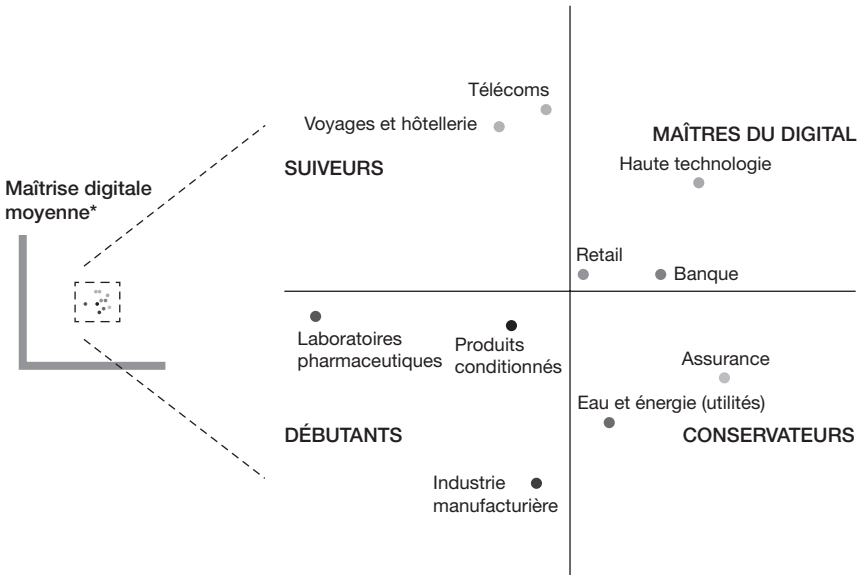 Télécoms
Voyages et hôtellerie
MAÎTRES DU DIGITAL
Haute technologie
SUIVEURS
Maîtrise digitale
moyenne*
Retail
Banque
Laboratoires
pharmaceutiques
Produits
conditionnés
Assurance
Eau et énergie (utilités)
DÉBUTANTS
CONSERVATEURS
Industrie
manufacturière